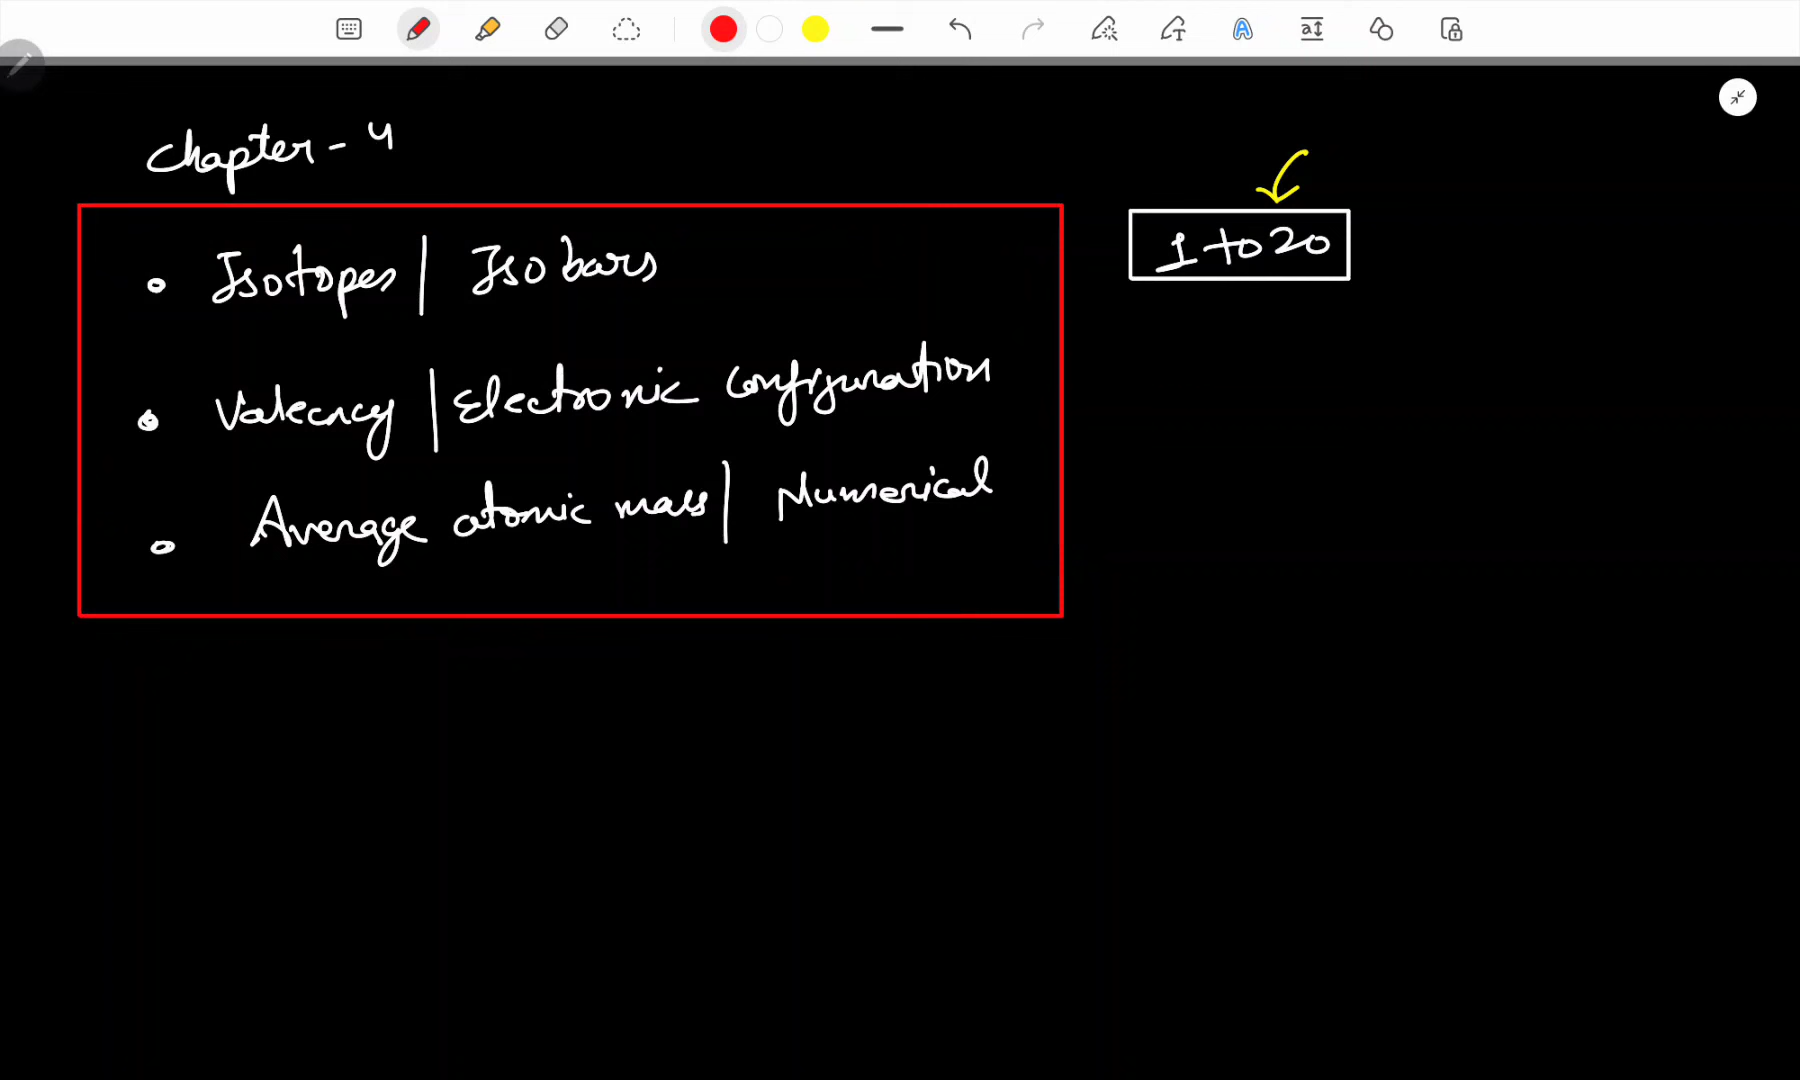 Chapter - 4
• Isotopes | Isobars
• Valency | Electronic configuration
• Average atomic mass | Numerical
1 to 20